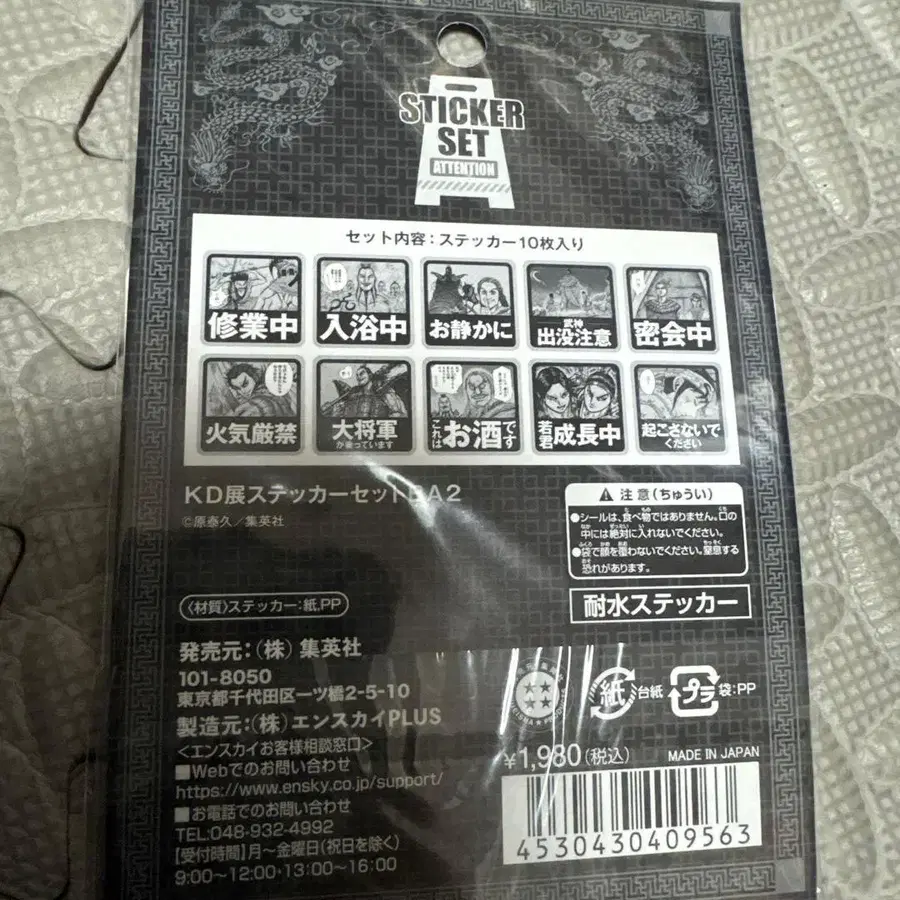 STICKER
SET
ATTENTION
セット内容：ステッカー10枚入り
修業中
入浴中
お静かに
武神
出没注意
密会中
火気厳禁
大将軍
が乗っています
これは お酒 です
若君 成長中
起こさないで
ください
KD展ステッカーセット A2
©原泰久／集英社
注意(ちゅうい)
●シールは、食べ物ではありません。口の
中には絶対に入れないでください。
●袋で顔を覆わないでください。窒息する
恐れがあります。
〈材質〉ステッカー：紙、PP
耐水ステッカー
発売元：(株)集英社
101-8050
東京都千代田区一ツ橋2-5-10
製造元：(株)エンスカイPLUS
<エンスカイお客様相談窓口>
■Webでのお問い合わせ
https://www.ensky.co.jp/support/
■お電話でのお問い合わせ
TEL:048-932-4992
【受付時間】月〜金曜日(祝日を除く)
9:00〜12:00・13:00〜16:00
紙 台紙
プラ 袋：PP
¥1,980(税込)
MADE IN JAPAN
4530430409563